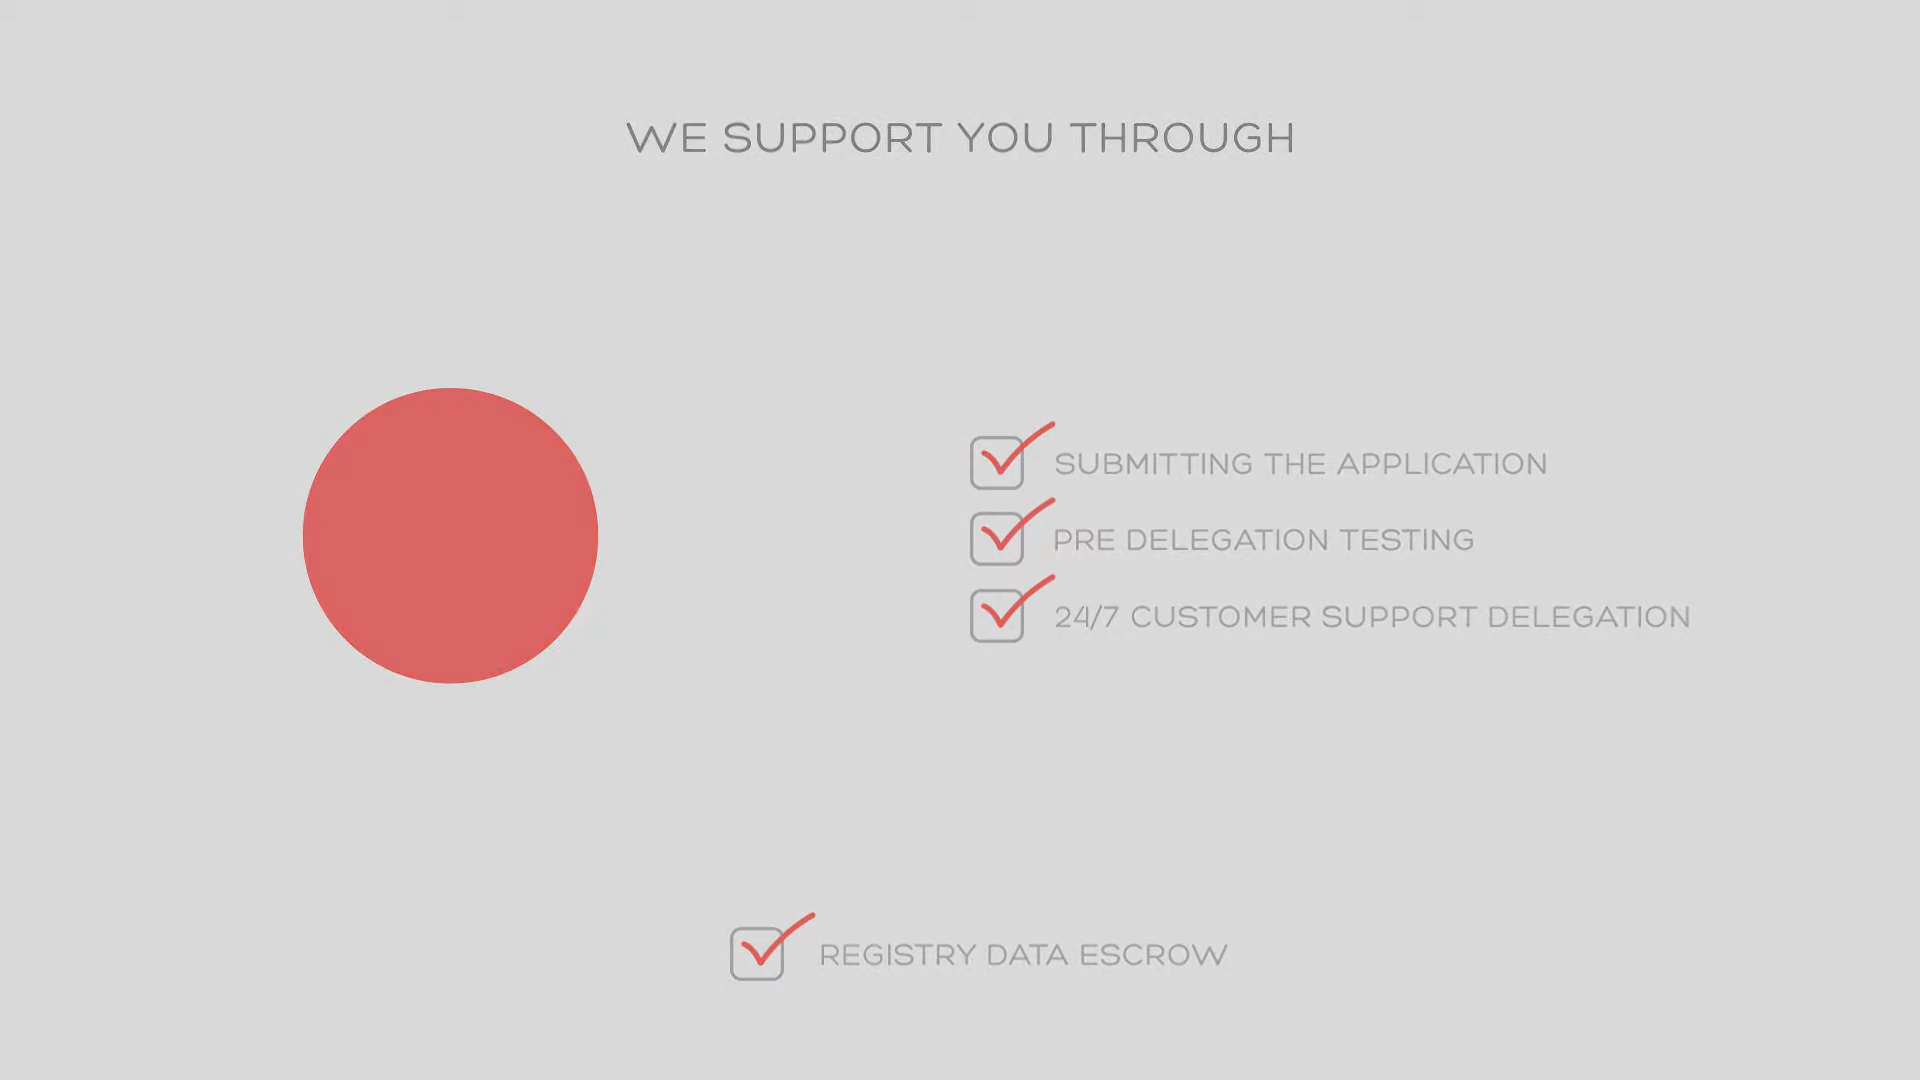 WE SUPPORT YOU THROUGH
SUBMITTING THE APPLICATION
PRE DELEGATION TESTING
24/7 CUSTOMER SUPPORT DELEGATION
REGISTRY DATA ESCROW